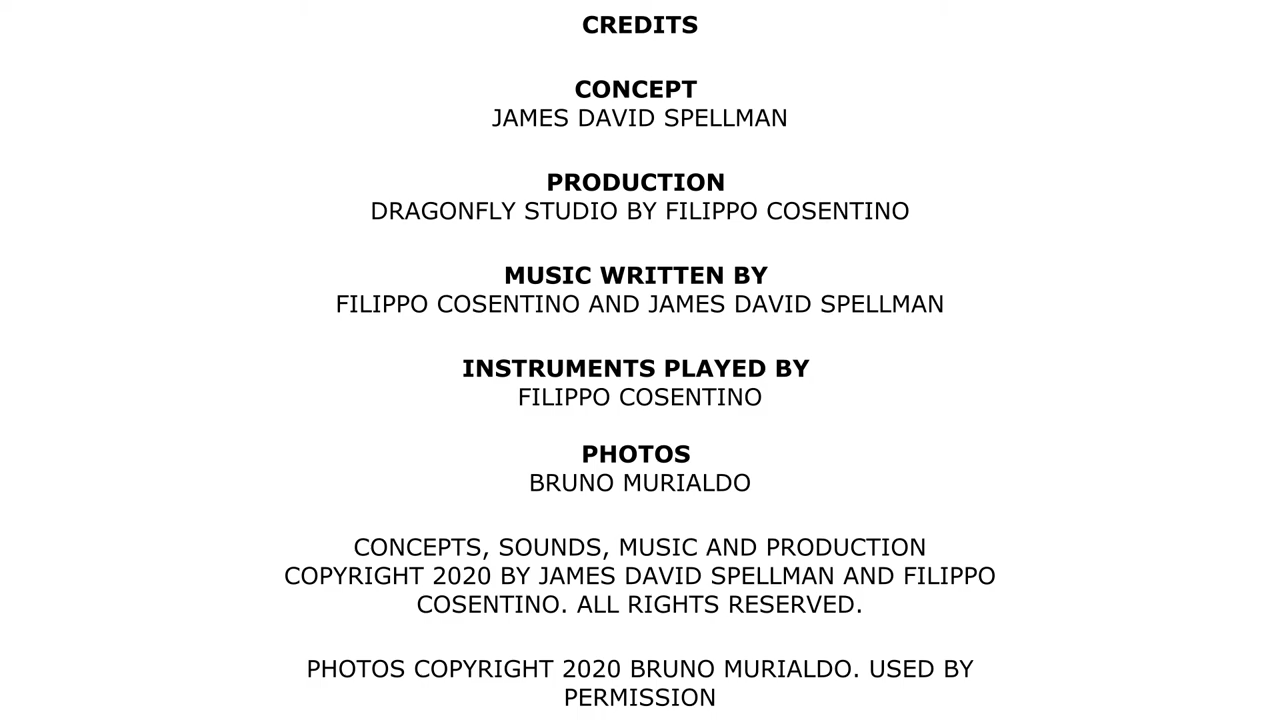 CREDITS
CONCEPT
JAMES DAVID SPELLMAN
PRODUCTION
DRAGONFLY STUDIO BY FILIPPO COSENTINO
MUSIC WRITTEN BY
FILIPPO COSENTINO AND JAMES DAVID SPELLMAN
INSTRUMENTS PLAYED BY
FILIPPO COSENTINO
PHOTOS
BRUNO MURIALDO
CONCEPTS, SOUNDS, MUSIC AND PRODUCTION
COPYRIGHT 2020 BY JAMES DAVID SPELLMAN AND FILIPPO
COSENTINO. ALL RIGHTS RESERVED.
PHOTOS COPYRIGHT 2020 BRUNO MURIALDO. USED BY
PERMISSION